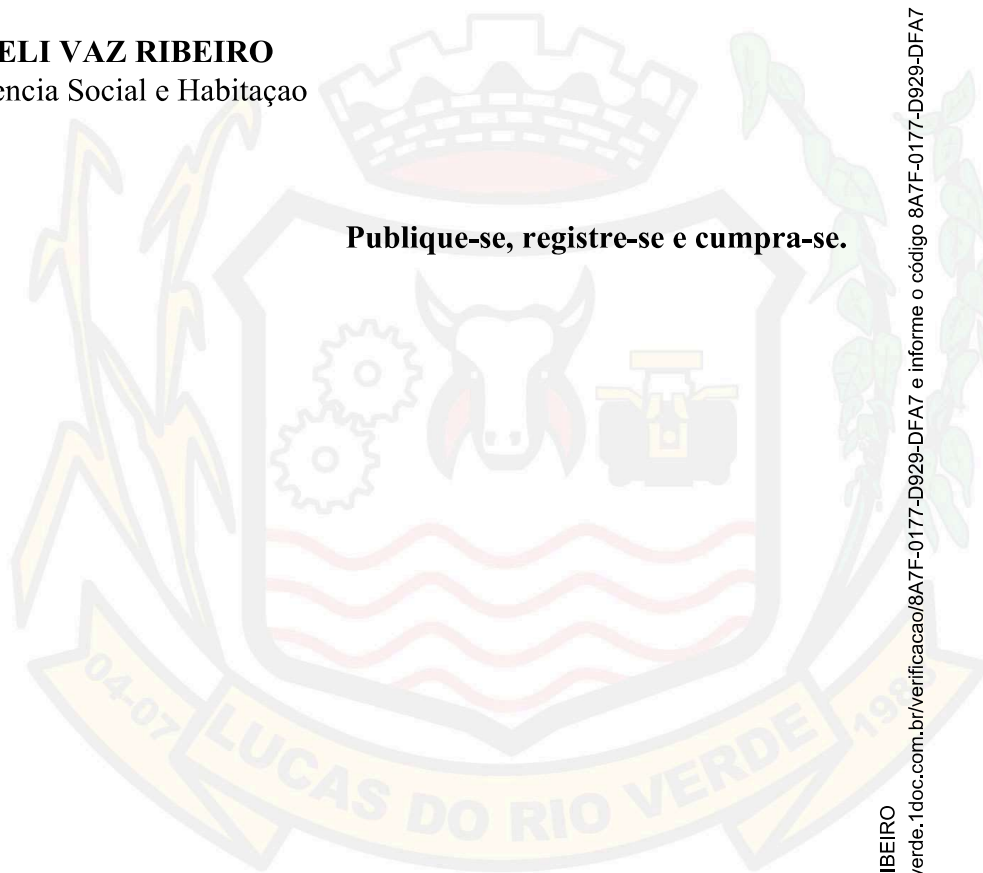 ELI VAZ RIBEIRO
encia Social e Habitaçao
Publique-se, registre-se e cumpra-se.
04-07
LUCAS DO RIO VERDE
1988
IBEIRO
verde.1doc.com.br/verificacao/8A7F-0177-D929-DFA7 e informe o código 8A7F-0177-D929-DFA7